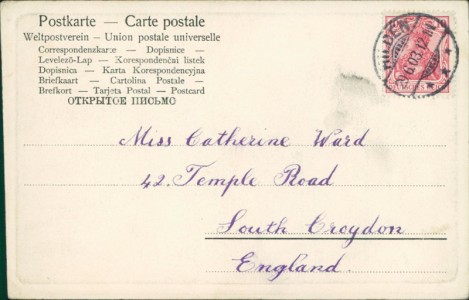 Postkarte — Carte postale
Weltpostverein — Union postale universelle
Correspondenzkarte — Dopisnice —
Levelező-Lap — Korespondenčni listek
Dopisnica — Karta Korespondencyjna
Briefkaart — Cartolina Postale —
Brefkort — Tarjeta Postal — Postcard
ОТКРЫТОЕ ПИСЬМО
HILDEN
Miss Catherine Ward
42. Temple Road
South Croydon
England.